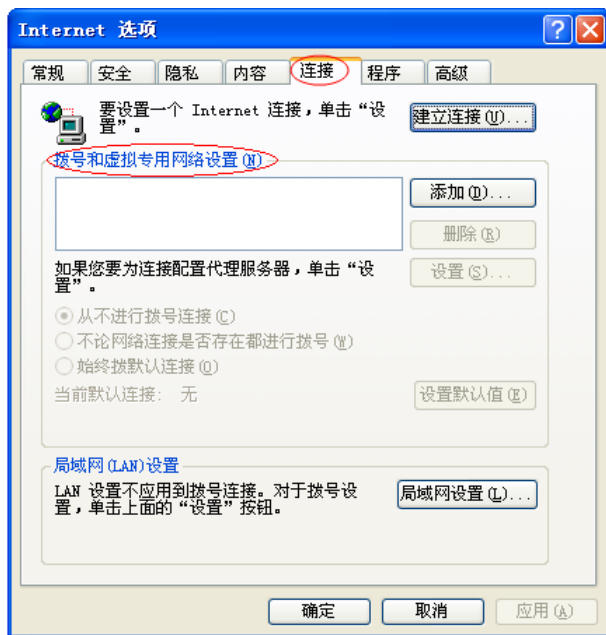 Internet 选项
常规 安全 隐私 内容 连接 程序 高级
要设置一个 Internet 连接，单击“设
置”。
建立连接(U)...
拨号和虚拟专用网络设置(N)
添加(D)...
删除(R)
如果您要为连接配置代理服务器，单击“设
置”。
设置(S)...
从不进行拨号连接(C)
不论网络连接是否存在都进行拨号(W)
始终拨默认连接(O)
当前默认连接: 无
设置默认值(E)
局域网(LAN)设置
LAN 设置不应用到拨号连接。对于拨号设
置，单击上面的“设置”按钮。
局域网设置(L)...
确定 取消 应用(A)